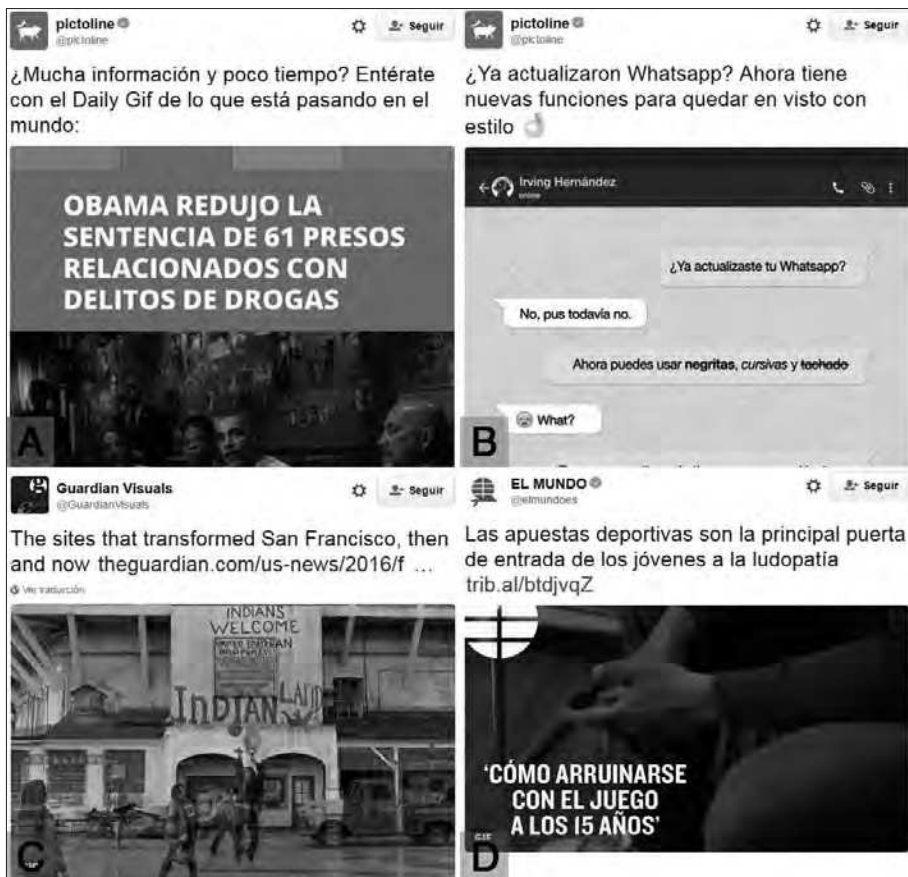 pictoline
@pictoline
Seguir
¿Mucha información y poco tiempo? Entérate
con el Daily Gif de lo que está pasando en el
mundo:
OBAMA REDUJO LA
SENTENCIA DE 61 PRESOS
RELACIONADOS CON
DELITOS DE DROGAS
A
pictoline
@pictoline
Seguir
¿Ya actualizaron Whatsapp? Ahora tiene
nuevas funciones para quedar en visto con
estilo 👌
Irving Hernández
online
¿Ya actualizaste tu Whatsapp?
No, pus todavía no.
Ahora puedes usar negritas, cursivas y tachado
What?
B
Guardian Visuals
@GuardianVisuals
Seguir
The sites that transformed San Francisco, then
and now theguardian.com/us-news/2016/f ...
Ver traducción
INDIANS
WELCOME
INDIAN
LAND
C
EL MUNDO
@elmundoes
Seguir
Las apuestas deportivas son la principal puerta
de entrada de los jóvenes a la ludopatía
trib.al/btdjvqZ
'CÓMO ARRUINARSE
CON EL JUEGO
A LOS 15 AÑOS'
GIF
D